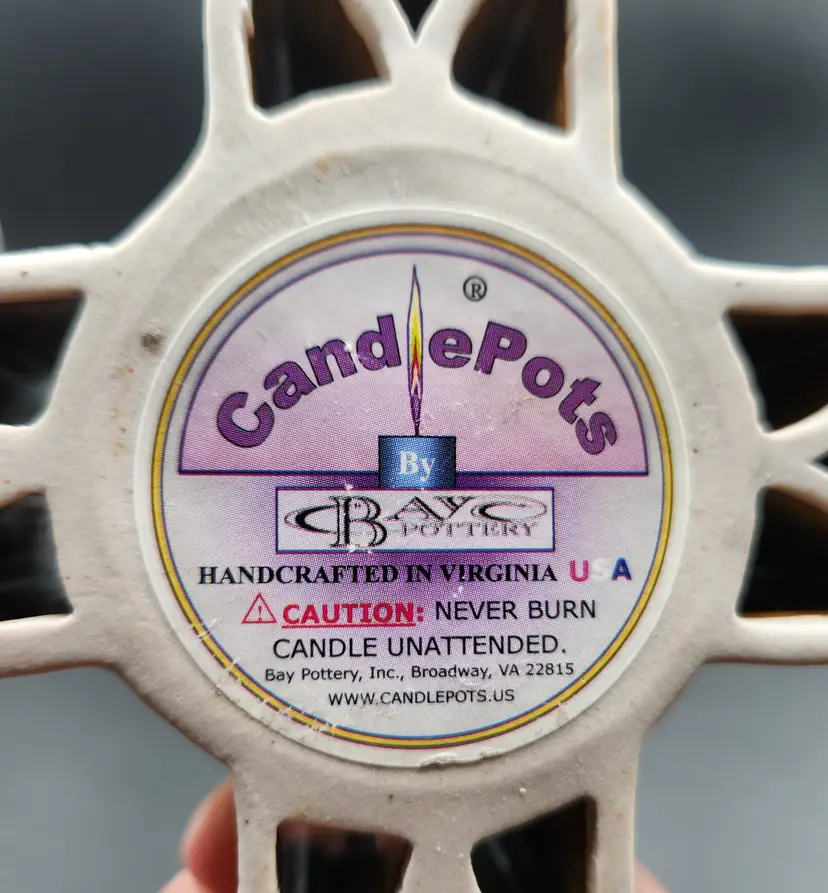 CandlePots ®
By
BAY
POTTERY
HANDCRAFTED IN VIRGINIA USA
⚠ CAUTION: NEVER BURN
CANDLE UNATTENDED.
Bay Pottery, Inc., Broadway, VA 22815
WWW.CANDLEPOTS.US